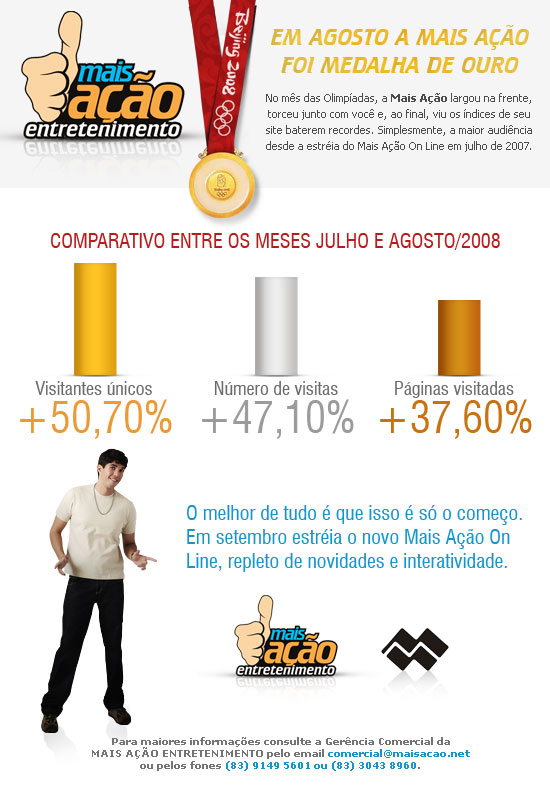 mais
ação
entretenimento
Beijing 2008
EM AGOSTO A MAIS AÇÃO
FOI MEDALHA DE OURO
No mês das Olimpíadas, a Mais Ação largou na frente,
torceu junto com você e, ao final, viu os índices de seu
site baterem recordes. Simplesmente, a maior audiência
desde a estréia do Mais Ação On Line em julho de 2007.
COMPARATIVO ENTRE OS MESES JULHO E AGOSTO/2008
Visitantes únicos
+50,70%
Número de visitas
+47,10%
Páginas visitadas
+37,60%
O melhor de tudo é que isso é só o começo.
Em setembro estréia o novo Mais Ação On
Line, repleto de novidades e interatividade.
mais
ação
entretenimento
Para maiores informações consulte a Gerência Comercial da
MAIS AÇÃO ENTRETENIMENTO pelo email comercial@maisacao.net
ou pelos fones (83) 9149 5601 ou (83) 3043 8960.